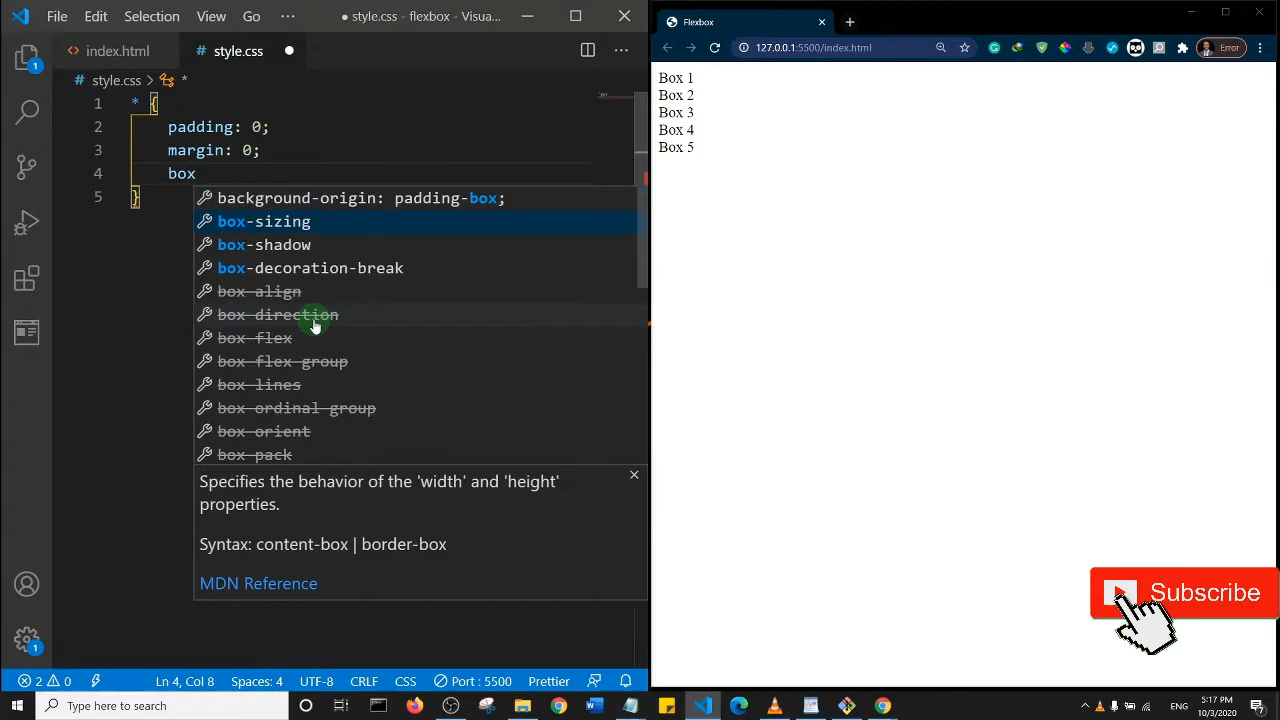 File Edit Selection View Go ··· ● style.css - flexbox - Visua...
index.html # style.css ●
# style.css > *
1 * {
2 padding: 0;
3 margin: 0;
4 box
5 }
background-origin: padding-box;
box-sizing
box-shadow
box-decoration-break
box-align
box-direction
box-flex
box-flex-group
box-lines
box-ordinal-group
box-orient
box-pack
Specifies the behavior of the 'width' and 'height'
properties.
Syntax: content-box | border-box
MDN Reference
1
1
2 0 Ln 4, Col 8 Spaces: 4 UTF-8 CRLF CSS Port : 5500 Prettier
Flexbox
127.0.0.1:5500/index.html Error
Box 1
Box 2
Box 3
Box 4
Box 5
Subscribe
Type here to search
ENG 5:17 PM
10/3/2020